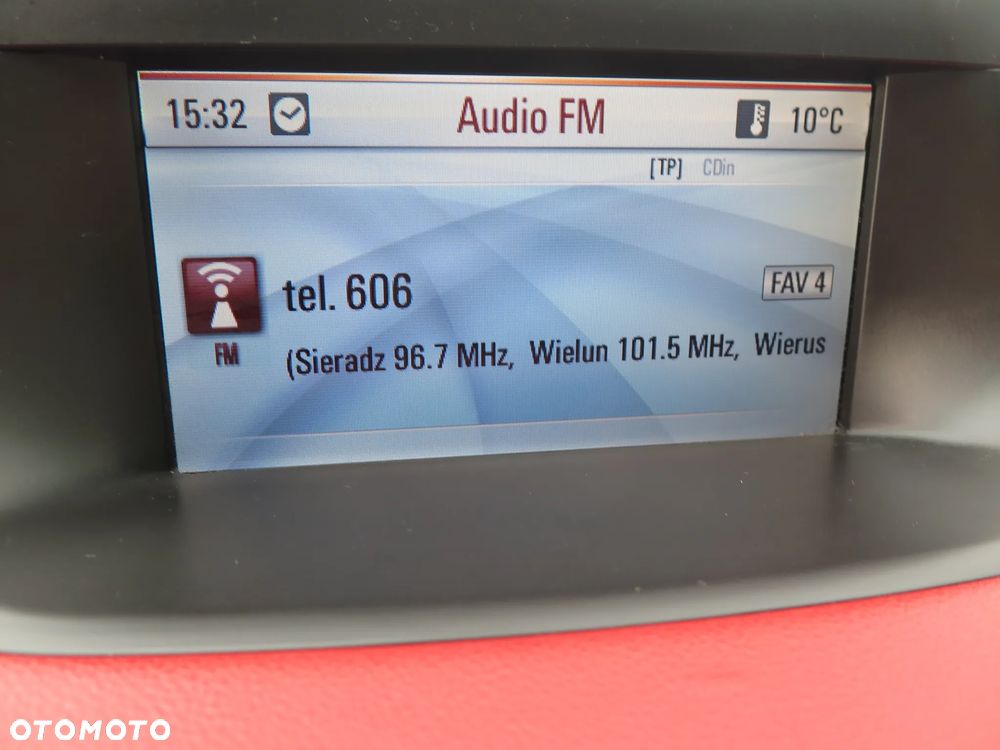 15:32 Audio FM 10°C
[TP] CDin
tel. 606 FAV 4
FM
(Sieradz 96.7 MHz, Wielun 101.5 MHz, Wierus
OTOMOTO